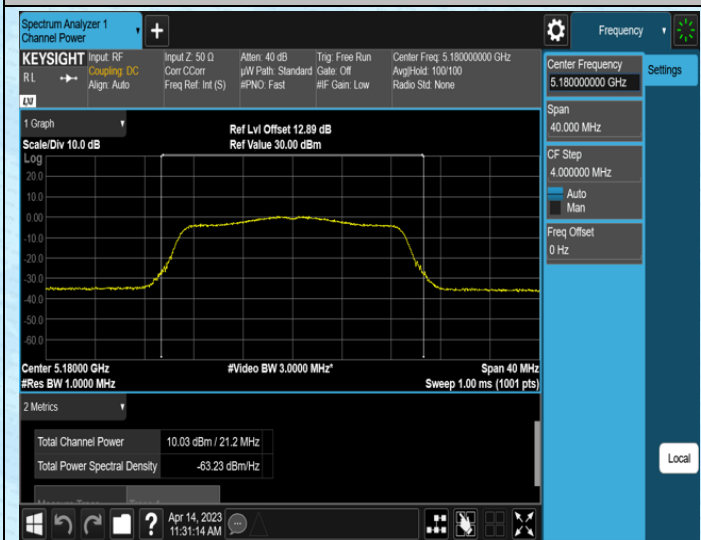 Spectrum Analyzer 1
Channel Power
Frequency
KEYSIGHT
Input: RF
Coupling: DC
Align: Auto
Input Z: 50 Ω
Corr CCorr
Freq Ref: Int (S)
Atten: 40 dB
µW Path: Standard
#PNO: Fast
Trig: Free Run
Gate: Off
#IF Gain: Low
Center Freq: 5.180000000 GHz
Avg|Hold: 100/100
Radio Std: None
R L
LXI
Center Frequency
5.180000000 GHz
Settings
Span
40.000 MHz
CF Step
4.000000 MHz
Auto
Man
Freq Offset
0 Hz
1 Graph
Scale/Div 10.0 dB
Ref Lvl Offset 12.89 dB
Ref Value 30.00 dBm
Log
20.0
10.0
0.00
-10.0
-20.0
-30.0
-40.0
-50.0
-60.0
Center 5.18000 GHz
#Video BW 3.0000 MHz*
Span 40 MHz
#Res BW 1.0000 MHz
Sweep 1.00 ms (1001 pts)
2 Metrics
Total Channel Power 10.03 dBm / 21.2 MHz
Total Power Spectral Density -63.23 dBm/Hz
Local
Apr 14, 2023
11:31:14 AM